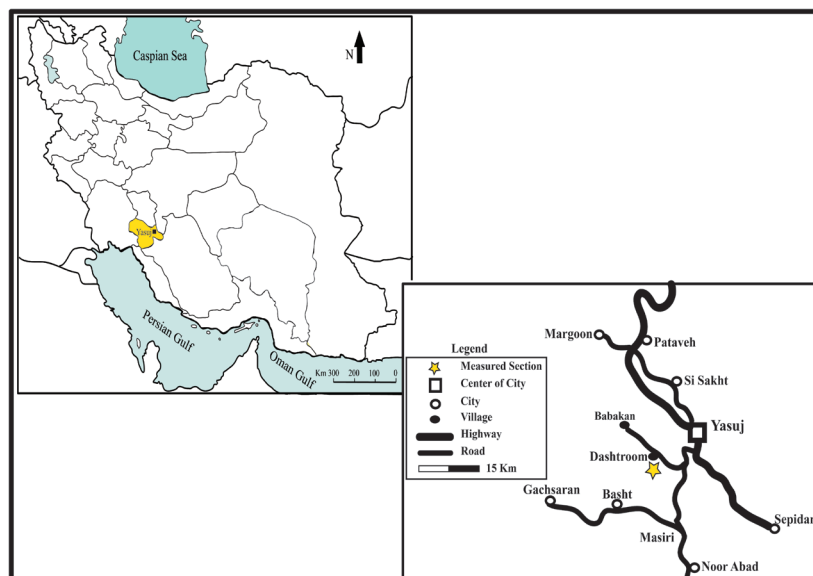 Caspian Sea
N
Yasuj
Persian Gulf
Oman Gulf
Km 300 200 100 0
Legend
Measured Section
Center of City
City
Village
Highway
Road
15 Km
Margoon
Pataveh
Si Sakht
Babakan
Yasuj
Dashtroom
Gachsaran
Basht
Sepidan
Masiri
Noor Abad